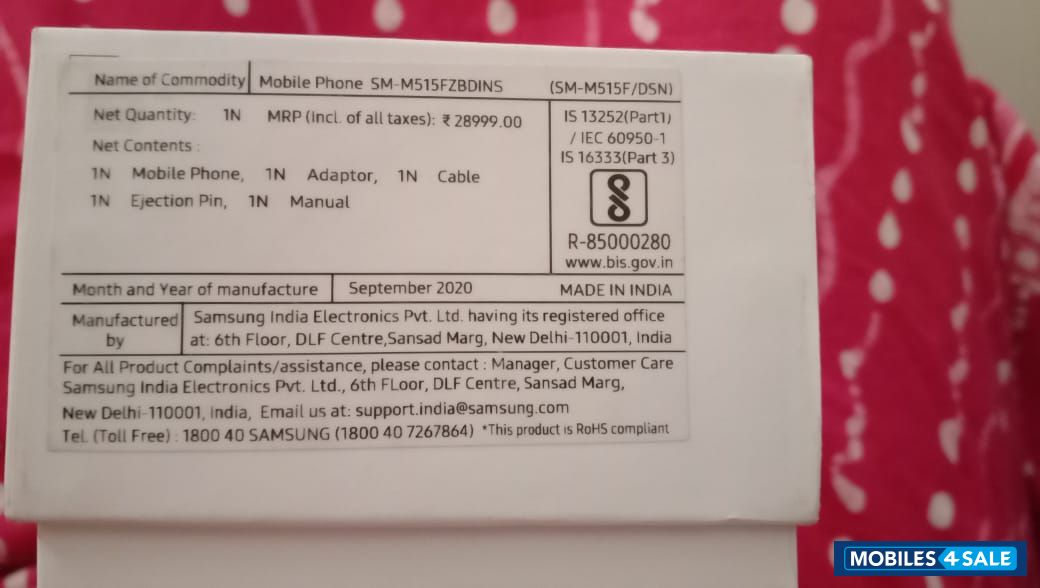 Name of Commodity Mobile Phone SM-M515FZBDINS (SM-M515F/DSN)
Net Quantity: 1N MRP (Incl. of all taxes): ₹ 28999.00
Net Contents :
1N Mobile Phone, 1N Adaptor, 1N Cable
1N Ejection Pin, 1N Manual
IS 13252(Part1)
/ IEC 60950-1
IS 16333(Part 3)
R-85000280
www.bis.gov.in
Month and Year of manufacture September 2020 MADE IN INDIA
Manufactured by
Samsung India Electronics Pvt. Ltd. having its registered office
at: 6th Floor, DLF Centre,Sansad Marg, New Delhi-110001, India
For All Product Complaints/assistance, please contact : Manager, Customer Care
Samsung India Electronics Pvt. Ltd., 6th FLoor, DLF Centre, Sansad Marg,
New Delhi-110001, India, Email us at: support.india@samsung.com
Tel. (Toll Free) : 1800 40 SAMSUNG (1800 40 7267864) *This product is RoHS compliant
MOBILES4SALE